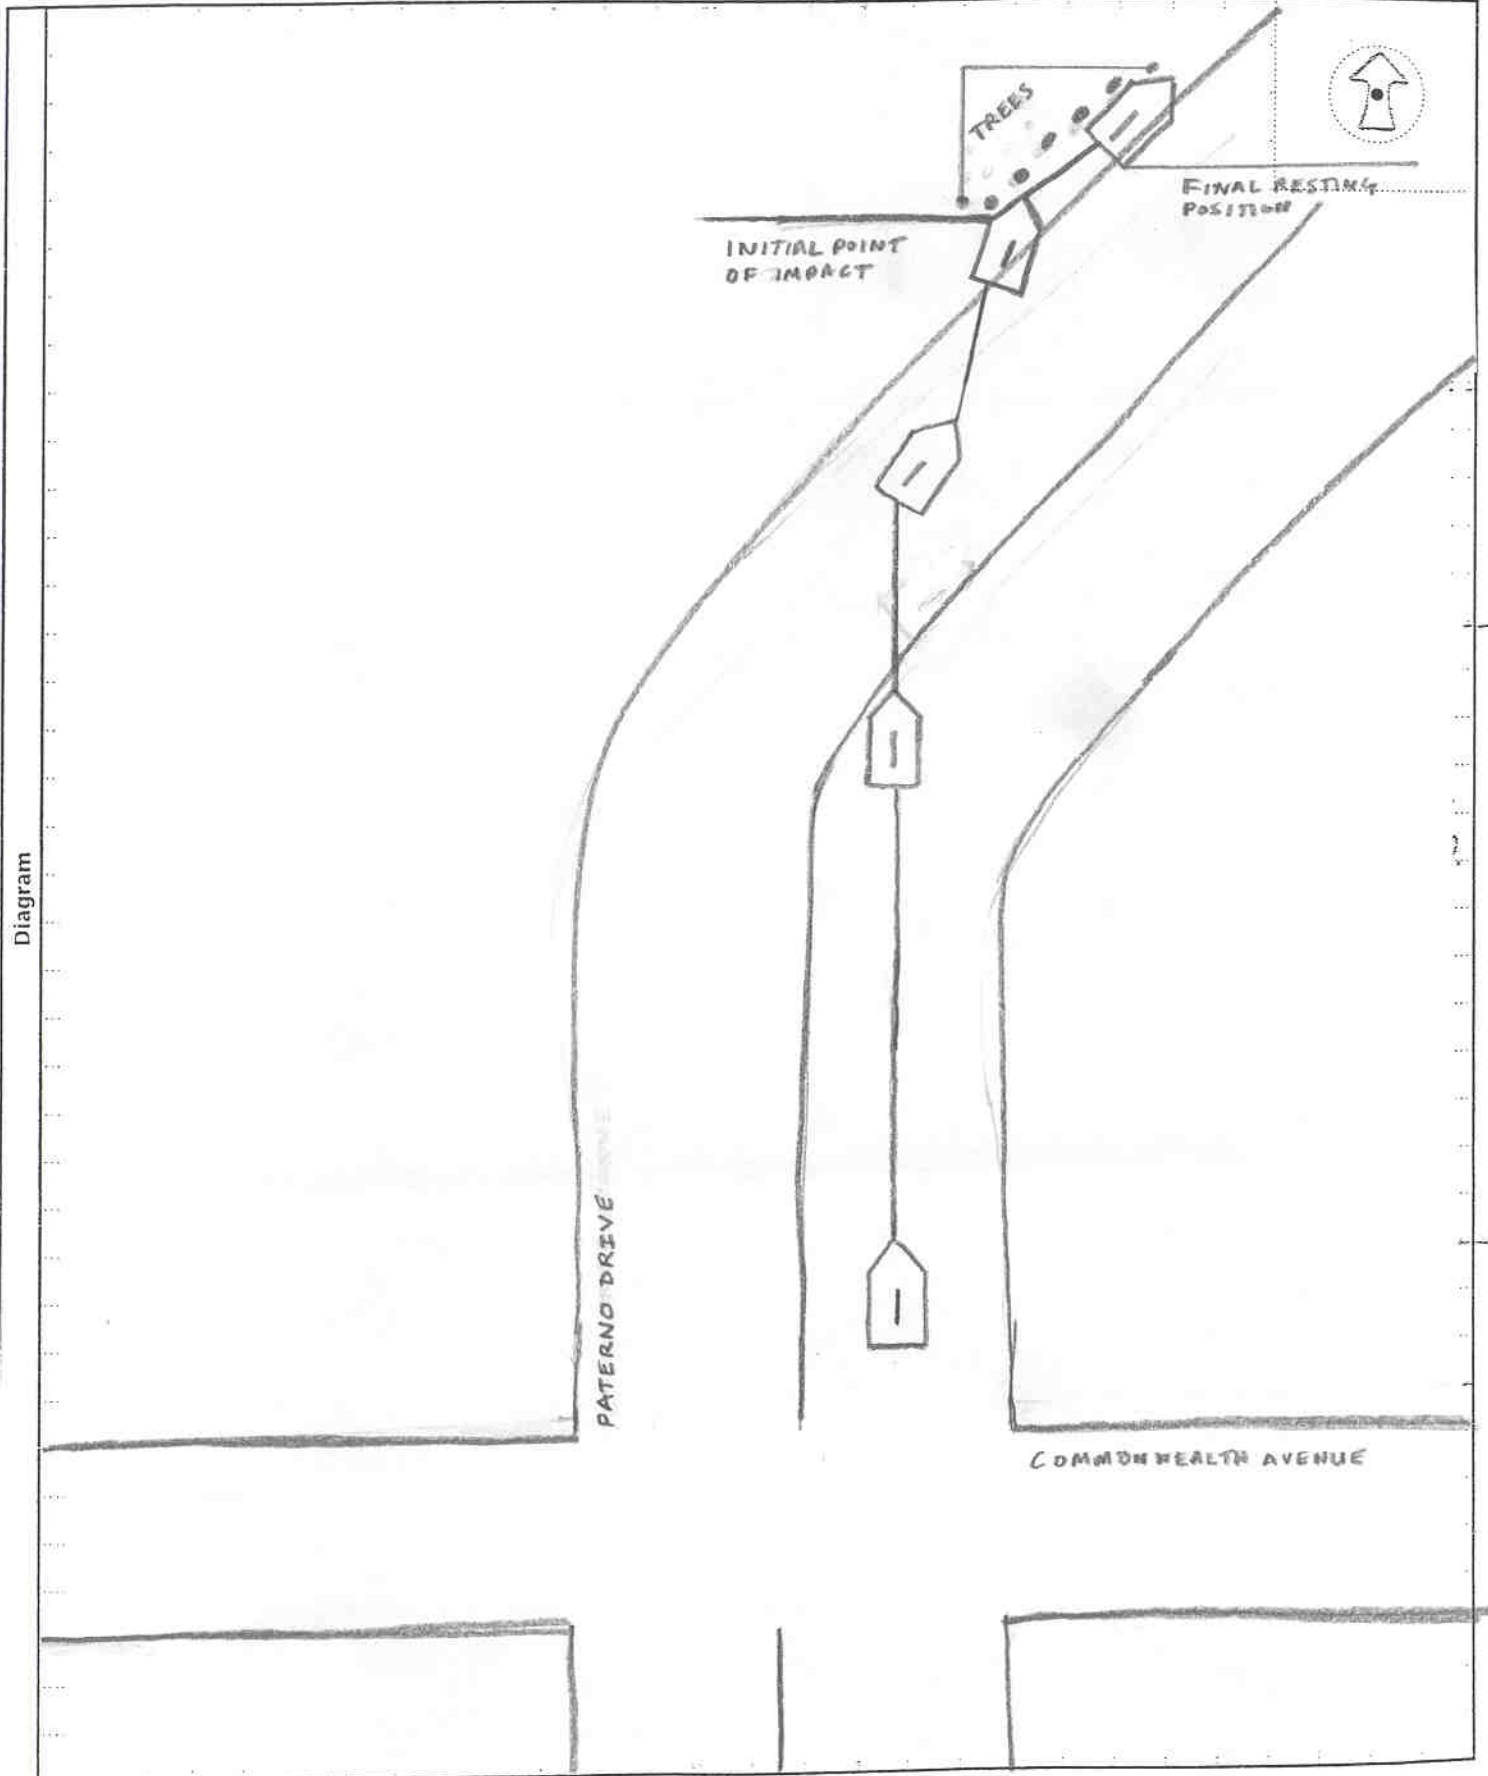 TREES
FINAL RESTING
POSITION
INITIAL POINT
OF IMPACT
Diagram
PATERNO DRIVE
COMMONWEALTH AVENUE